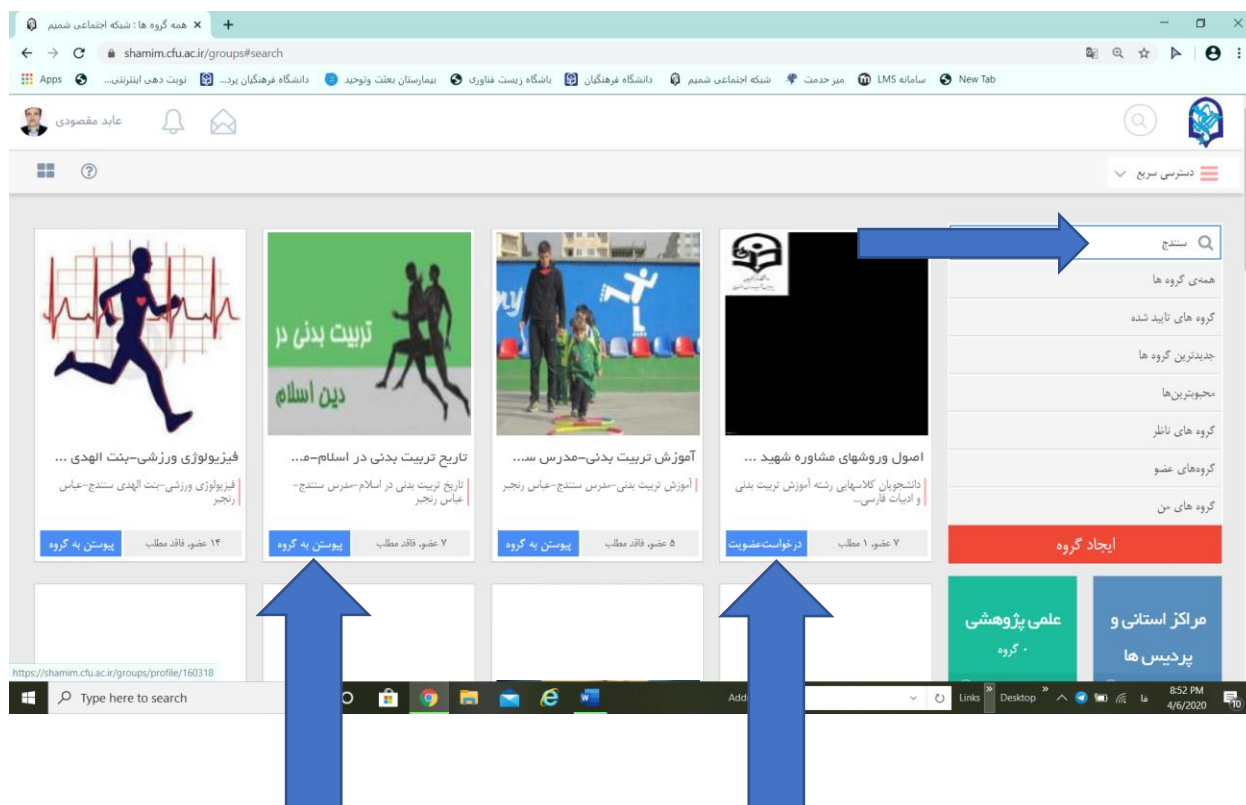 همه گروه ها : شبکه اجتماعی شمیم
shamim.cfu.ac.ir/groups#search
Apps
نوبت دهی اینترنتی...
دانشگاه فرهنگیان پرد...
بیمارستان بعثت وتوحید
باشگاه زیست فناوری
دانشگاه فرهنگیان
شبکه اجتماعی شمیم
میز خدمت
سامانه LMS
New Tab
عابد مقصودی
دسترسی سریع
سنندج
همه‌ی گروه ها
گروه های تایید شده
جدیدترین گروه ها
محبوبترین‌ها
گروه های ناظر
گروه‌های عضو
گروه های من
ایجاد گروه
مراکز استانی و
پردیس ها
علمی پژوهشی
۰ گروه
اصول وروشهای مشاوره شهید ...
دانشجویان کلاسهایی رشته آموزش تربیت بدنی
و ادبیات فارسی...
۷ عضو، ۱ مطلب
درخواست‌عضویت
آموزش تربیت بدنی-مدرس س...
آموزش تربیت بدنی-مدرس سنندج-عباس رنجبر
۵ عضو، فاقد مطلب
پیوستن به گروه
تربیت بدنی در
دین اسلام
تاریخ تربیت بدنی در اسلام-م...
تاریخ تربیت بدنی در اسلام-مدرس سنندج-
عباس رنجبر
۷ عضو، فاقد مطلب
پیوستن به گروه
فیزیولوژی ورزشی-بنت الهدی ...
فیزیولوژی ورزشی-بنت الهدی سنندج-عباس
رنجبر
۱۴ عضو، فاقد مطلب
پیوستن به گروه
https://shamim.cfu.ac.ir/groups/profile/160318
Type here to search
Links
Desktop
فا
8:52 PM
4/6/2020
10